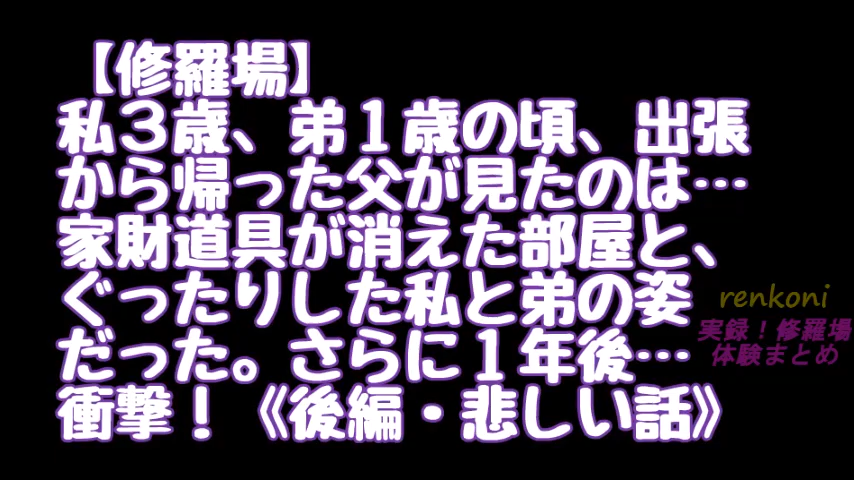 【修羅場】
私３歳、弟１歳の頃、出張
から帰った父が見たのは…
家財道具が消えた部屋と、
ぐったりした私と弟の姿
だった。さらに１年後…
衝撃！《後編・悲しい話》
renkoni
実録！修羅場
体験まとめ